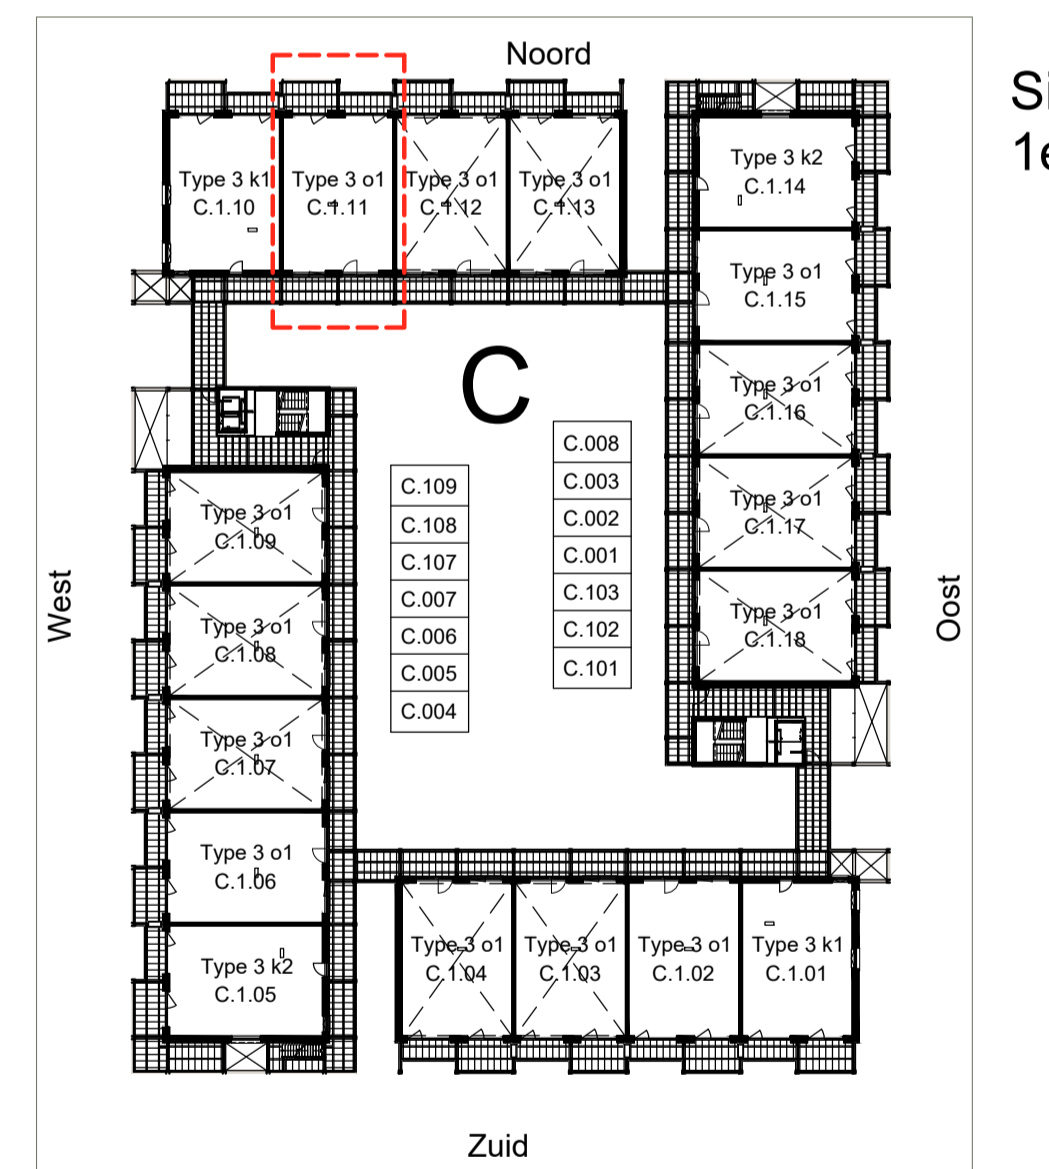 Noord
Si
1e
Type 3 k1
C.1.10
Type 3 o1
C.1.11
Type 3 o1
C.1.12
Type 3 o1
C.1.13
Type 3 k2
C.1.14
Type 3 o1
C.1.15
Type 3 o1
C.1.16
Type 3 o1
C.1.17
Type 3 o1
C.1.18
C
C.008
C.003
C.002
C.001
C.103
C.102
C.101
C.109
C.108
C.107
C.007
C.006
C.005
C.004
West
Oost
Type 3 o1
C.1.09
Type 3 o1
C.1.08
Type 3 o1
C.1.07
Type 3 o1
C.1.06
Type 3 k2
C.1.05
Type 3 o1
C.1.04
Type 3 o1
C.1.03
Type 3 o1
C.1.02
Type 3 k1
C.1.01
Zuid